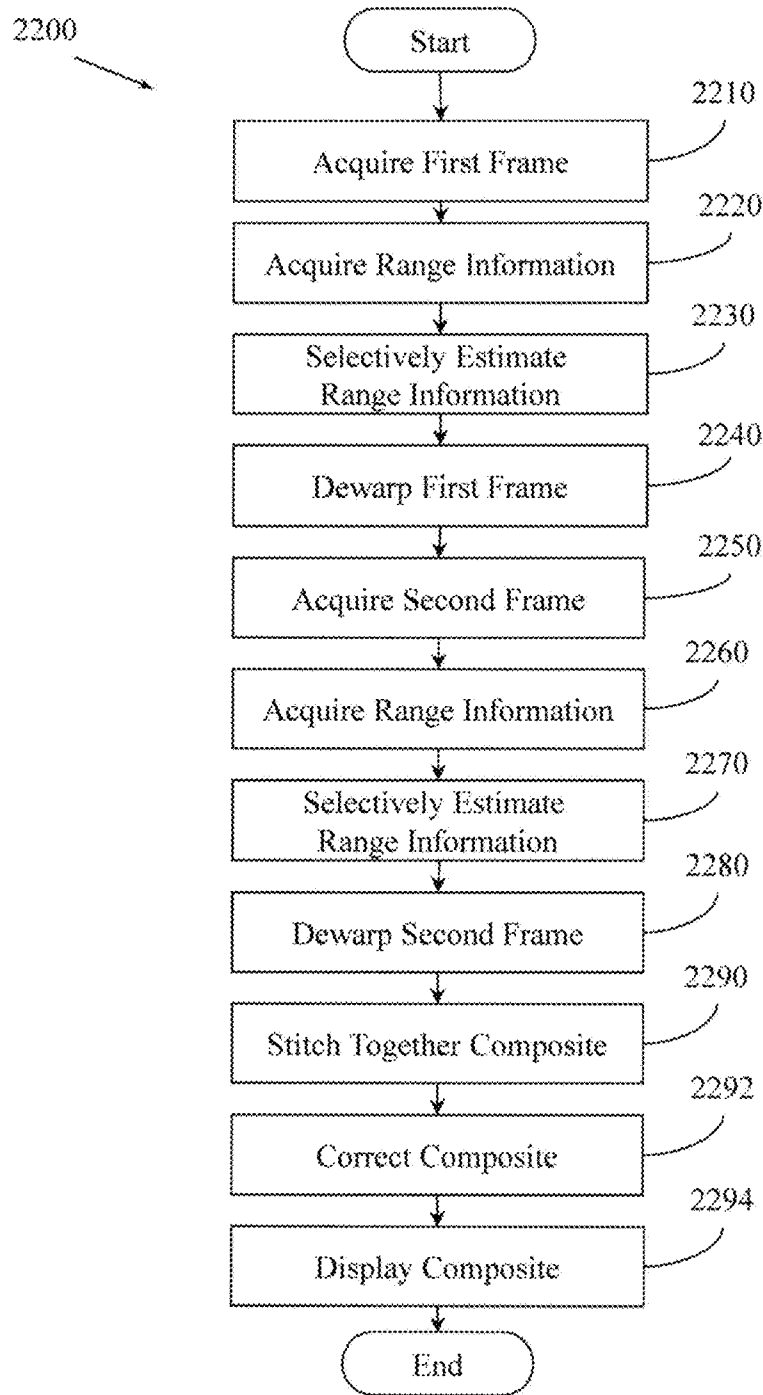 2200
Start
2210
Acquire First Frame
2220
Acquire Range Information
2230
Selectively Estimate
Range Information
2240
Dewarp First Frame
2250
Acquire Second Frame
2260
Acquire Range Information
2270
Selectively Estimate
Range Information
2280
Dewarp Second Frame
2290
Stitch Together Composite
2292
Correct Composite
2294
Display Composite
End